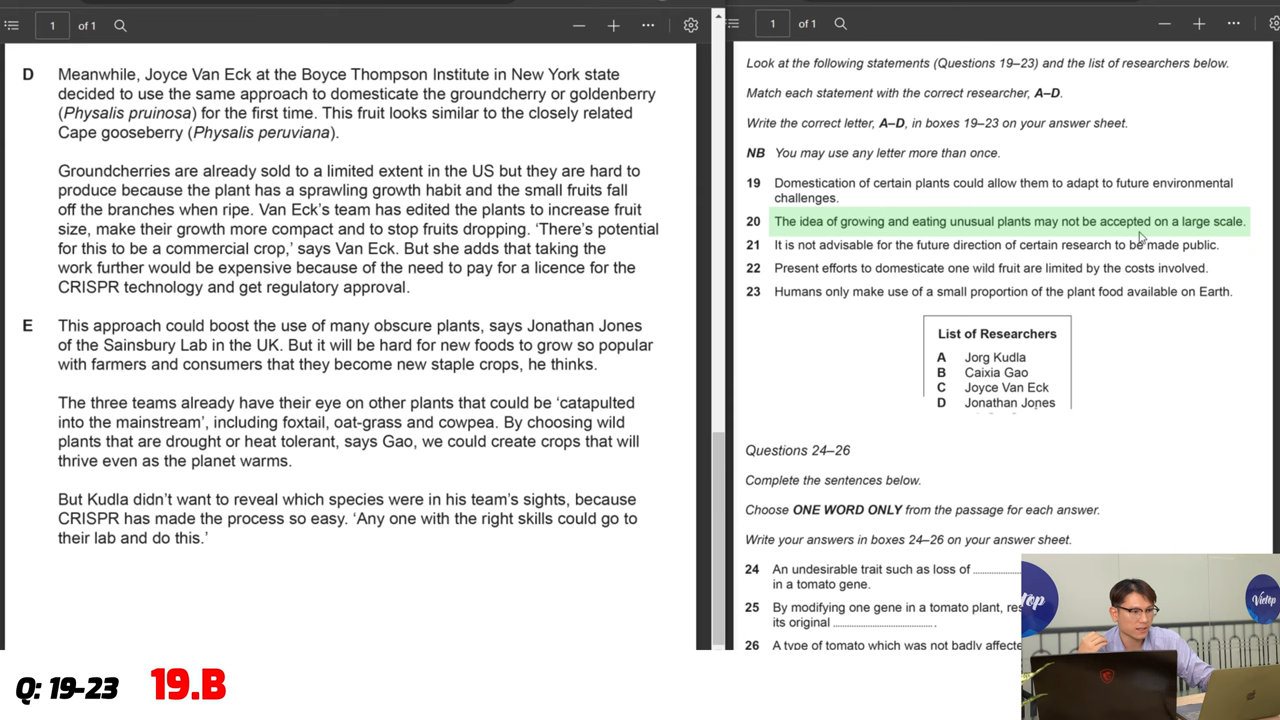 1 of 1
D Meanwhile, Joyce Van Eck at the Boyce Thompson Institute in New York state
decided to use the same approach to domesticate the groundcherry or goldenberry
(Physalis pruinosa) for the first time. This fruit looks similar to the closely related
Cape gooseberry (Physalis peruviana).
Groundcherries are already sold to a limited extent in the US but they are hard to
produce because the plant has a sprawling growth habit and the small fruits fall
off the branches when ripe. Van Eck's team has edited the plants to increase fruit
size, make their growth more compact and to stop fruits dropping. 'There's potential
for this to be a commercial crop,' says Van Eck. But she adds that taking the
work further would be expensive because of the need to pay for a licence for the
CRISPR technology and get regulatory approval.
E This approach could boost the use of many obscure plants, says Jonathan Jones
of the Sainsbury Lab in the UK. But it will be hard for new foods to grow so popular
with farmers and consumers that they become new staple crops, he thinks.
The three teams already have their eye on other plants that could be 'catapulted
into the mainstream', including foxtail, oat-grass and cowpea. By choosing wild
plants that are drought or heat tolerant, says Gao, we could create crops that will
thrive even as the planet warms.
But Kudla didn't want to reveal which species were in his team's sights, because
CRISPR has made the process so easy. 'Any one with the right skills could go to
their lab and do this.'
1 of 1
Look at the following statements (Questions 19–23) and the list of researchers below.
Match each statement with the correct researcher, A–D.
Write the correct letter, A–D, in boxes 19–23 on your answer sheet.
NB You may use any letter more than once.
19 Domestication of certain plants could allow them to adapt to future environmental
challenges.
20 The idea of growing and eating unusual plants may not be accepted on a large scale.
21 It is not advisable for the future direction of certain research to be made public.
22 Present efforts to domesticate one wild fruit are limited by the costs involved.
23 Humans only make use of a small proportion of the plant food available on Earth.
List of Researchers
A Jorg Kudla
B Caixia Gao
C Joyce Van Eck
D Jonathan Jones
Questions 24–26
Complete the sentences below.
Choose ONE WORD ONLY from the passage for each answer.
Write your answers in boxes 24–26 on your answer sheet.
24 An undesirable trait such as loss of ............
in a tomato gene.
25 By modifying one gene in a tomato plant, res
its original .......................... .
26 A type of tomato which was not badly affecte
Q: 19-23 19.B
VieTop